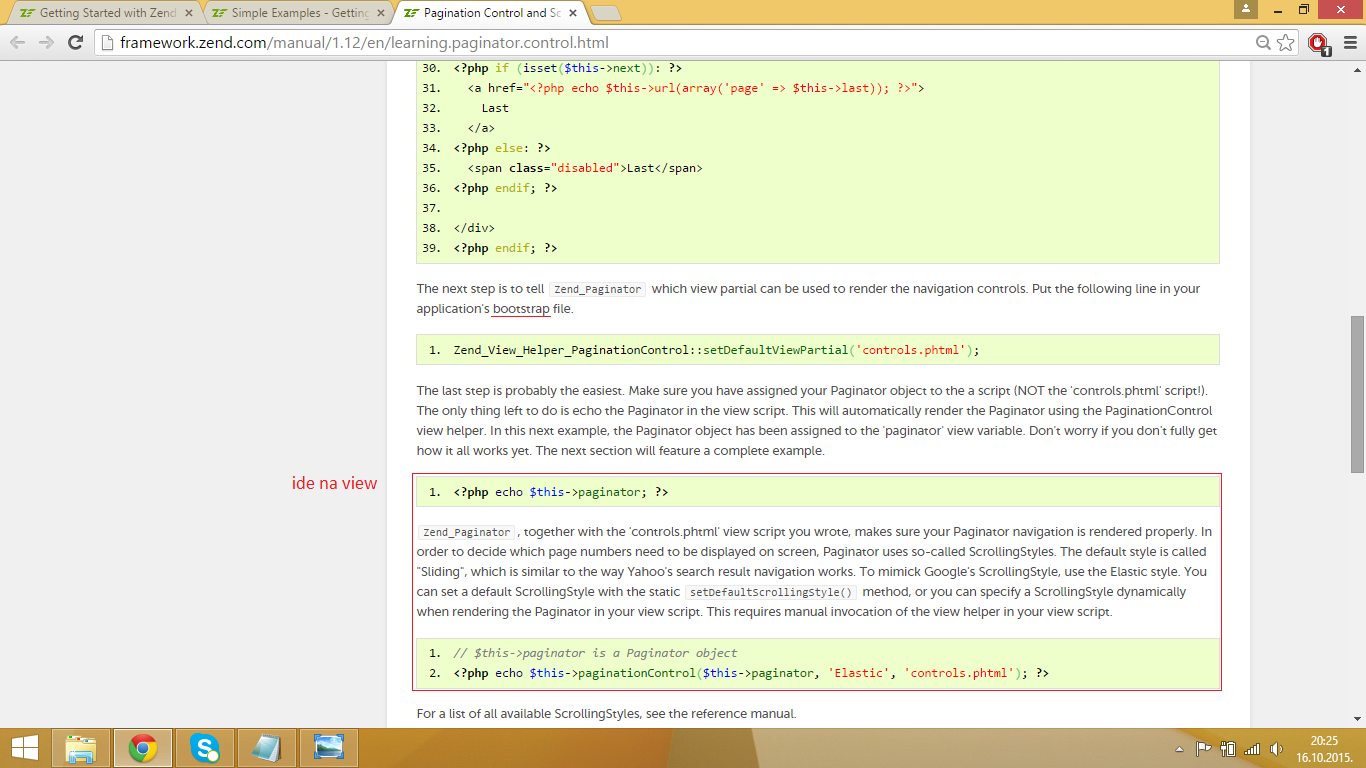 Getting Started with Zend
Simple Examples - Getting
Pagination Control and Sc
framework.zend.com/manual/1.12/en/learning.paginator.control.html
1
30. <?php if (isset($this->next)): ?>
31. <a href="<?php echo $this->url(array('page' => $this->last)); ?>">
32. Last
33. </a>
34. <?php else: ?>
35. <span class="disabled">Last</span>
36. <?php endif; ?>
37.
38. </div>
39. <?php endif; ?>
The next step is to tell Zend_Paginator which view partial can be used to render the navigation controls. Put the following line in your
application's bootstrap file.
1. Zend_View_Helper_PaginationControl::setDefaultViewPartial('controls.phtml');
The last step is probably the easiest. Make sure you have assigned your Paginator object to the a script (NOT the 'controls.phtml' script!).
The only thing left to do is echo the Paginator in the view script. This will automatically render the Paginator using the PaginationControl
view helper. In this next example, the Paginator object has been assigned to the 'paginator' view variable. Don't worry if you don't fully get
how it all works yet. The next section will feature a complete example.
ide na view
1. <?php echo $this->paginator; ?>
Zend_Paginator , together with the 'controls.phtml' view script you wrote, makes sure your Paginator navigation is rendered properly. In
order to decide which page numbers need to be displayed on screen, Paginator uses so-called ScrollingStyles. The default style is called
"Sliding", which is similar to the way Yahoo's search result navigation works. To mimick Google's ScrollingStyle, use the Elastic style. You
can set a default ScrollingStyle with the static setDefaultScrollingStyle() method, or you can specify a ScrollingStyle dynamically
when rendering the Paginator in your view script. This requires manual invocation of the view helper in your view script.
1. // $this->paginator is a Paginator object
2. <?php echo $this->paginationControl($this->paginator, 'Elastic', 'controls.phtml'); ?>
For a list of all available ScrollingStyles, see the reference manual.
20:25
16.10.2015.